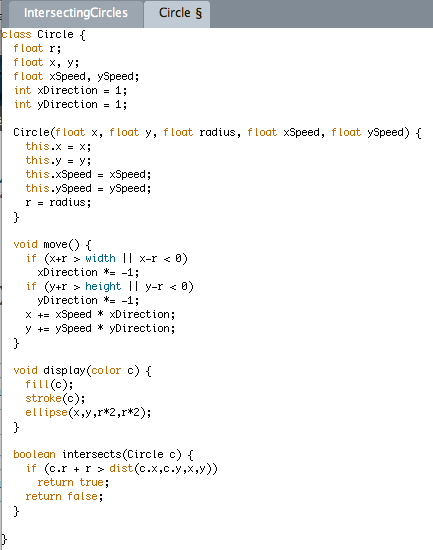 IntersectingCircles Circle §
class Circle {
float r;
float x, y;
float xSpeed, ySpeed;
int xDirection = 1;
int yDirection = 1;
Circle(float x, float y, float radius, float xSpeed, float ySpeed) {
this.x = x;
this.y = y;
this.xSpeed = xSpeed;
this.ySpeed = ySpeed;
r = radius;
}
void move() {
if (x+r > width || x-r < 0)
xDirection *= -1;
if (y+r > height || y-r < 0)
yDirection *= -1;
x += xSpeed * xDirection;
y += ySpeed * yDirection;
}
void display(color c) {
fill(c);
stroke(c);
ellipse(x,y,r*2,r*2);
}
boolean intersects(Circle c) {
if (c.r + r > dist(c.x,c.y,x,y))
return true;
return false;
}
}